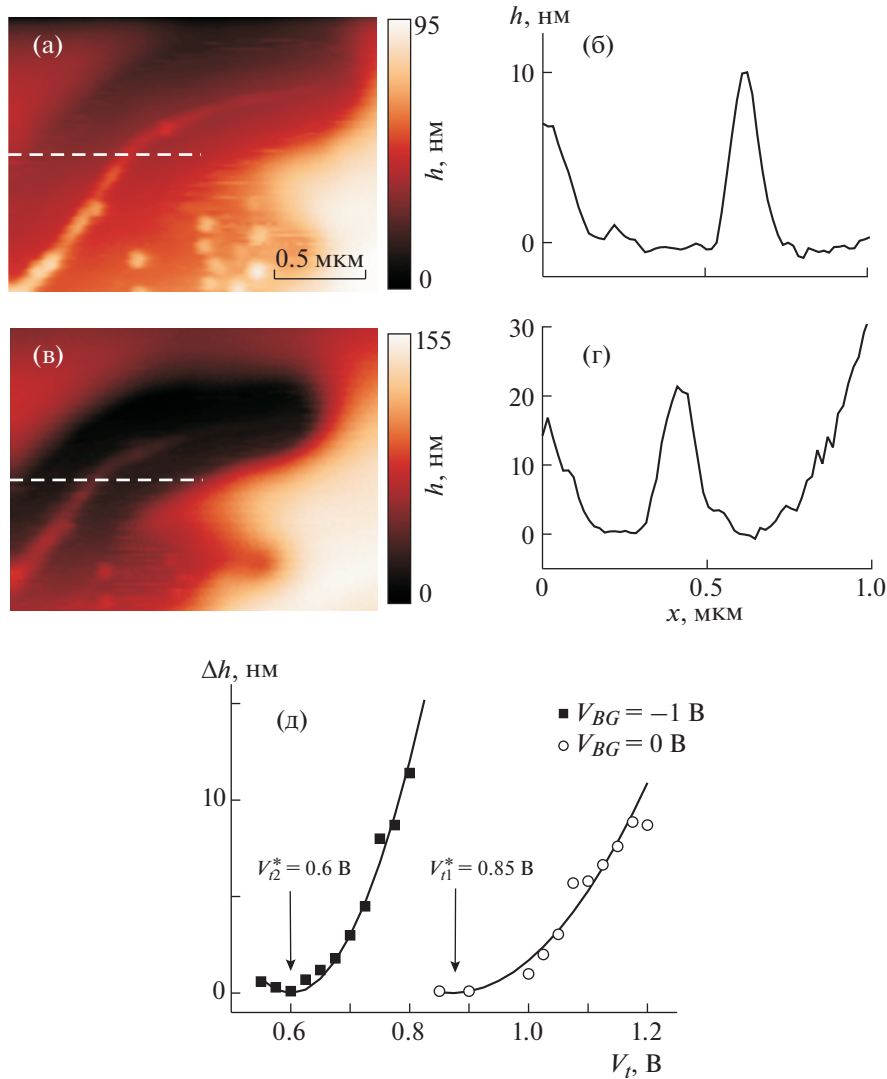 (а)
95
h, нм
0
0.5 мкм
h, нм
(б)
10
0
(в)
155
h, нм
0
30
(г)
20
10
0
0
0.5
1.0
x, мкм
Δh, нм
(д)
■ V_BG = −1 В
○ V_BG = 0 В
10
V*_t2 = 0.6 В
V*_t1 = 0.85 В
0
0.6
0.8
1.0
1.2
V_t, В